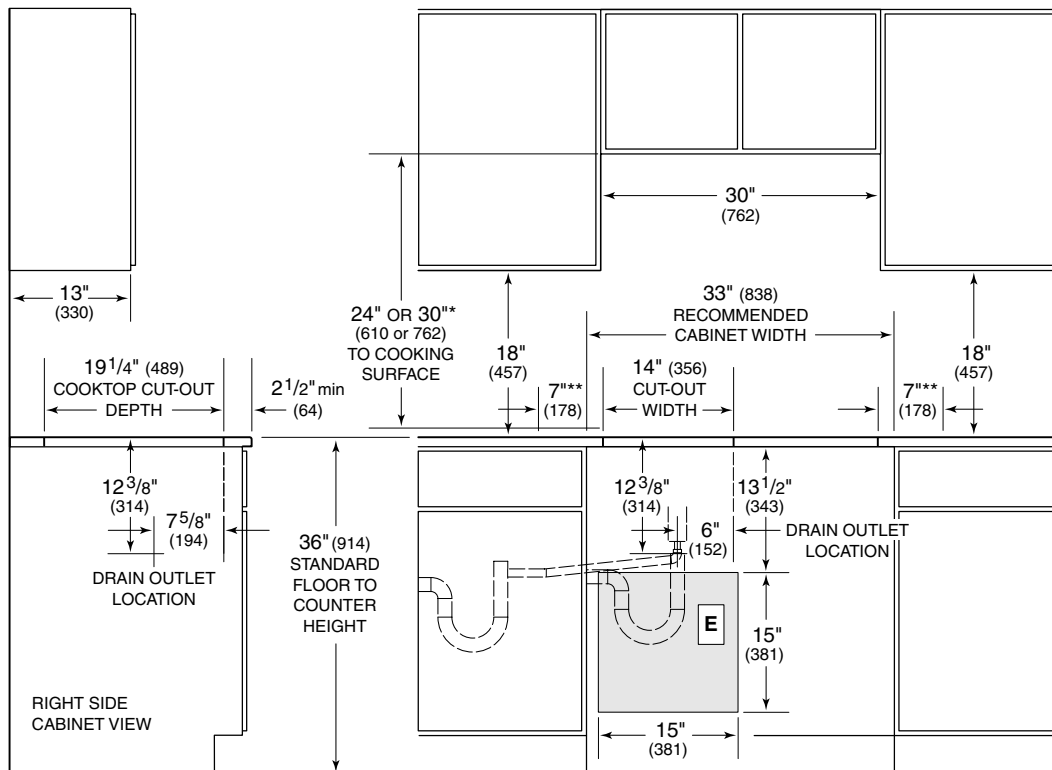 13"
(330)
19 1/4" (489)
COOKTOP CUT-OUT
DEPTH
2 1/2" min
(64)
12 3/8"
(314)
7 5/8"
(194)
DRAIN OUTLET
LOCATION
RIGHT SIDE
CABINET VIEW
36" (914)
STANDARD
FLOOR TO
COUNTER
HEIGHT
24" OR 30"*
(610 or 762)
TO COOKING
SURFACE
30"
(762)
33" (838)
RECOMMENDED
CABINET WIDTH
18"
(457)
7"**
(178)
14" (356)
CUT-OUT
WIDTH
7"**
(178)
18"
(457)
12 3/8"
(314)
6"
(152)
13 1/2"
(343)
DRAIN OUTLET
LOCATION
E
15"
(381)
15"
(381)